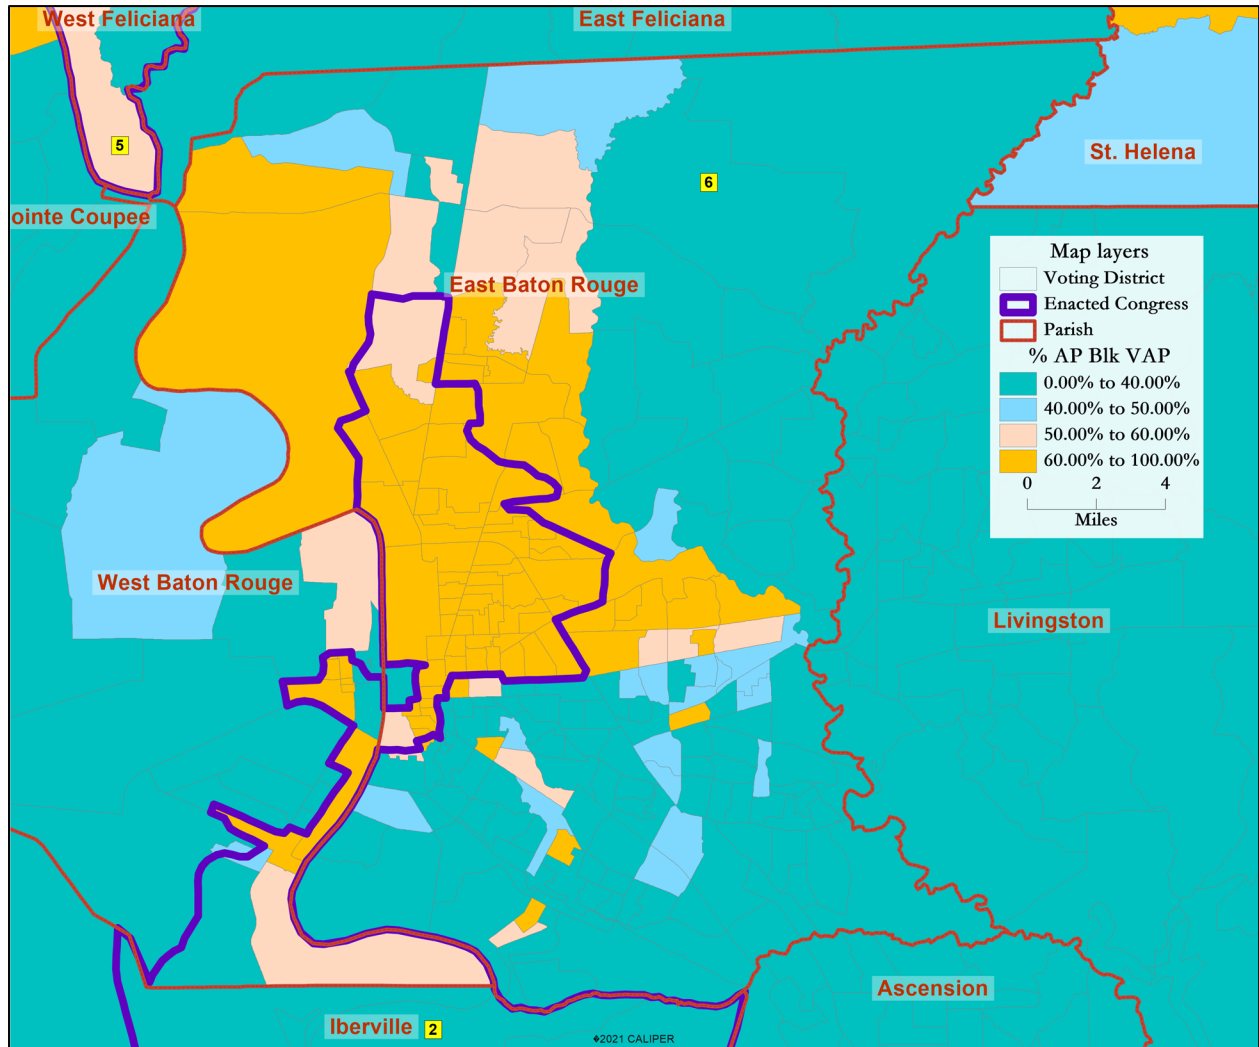 West Feliciana
East Feliciana
5
St. Helena
6
ointe Coupee
East Baton Rouge
Map layers
Voting District
Enacted Congress
Parish
% AP Blk VAP
0.00% to 40.00%
40.00% to 50.00%
50.00% to 60.00%
60.00% to 100.00%
0 2 4
Miles
West Baton Rouge
Livingston
Ascension
Iberville 2
�2021 CALIPER